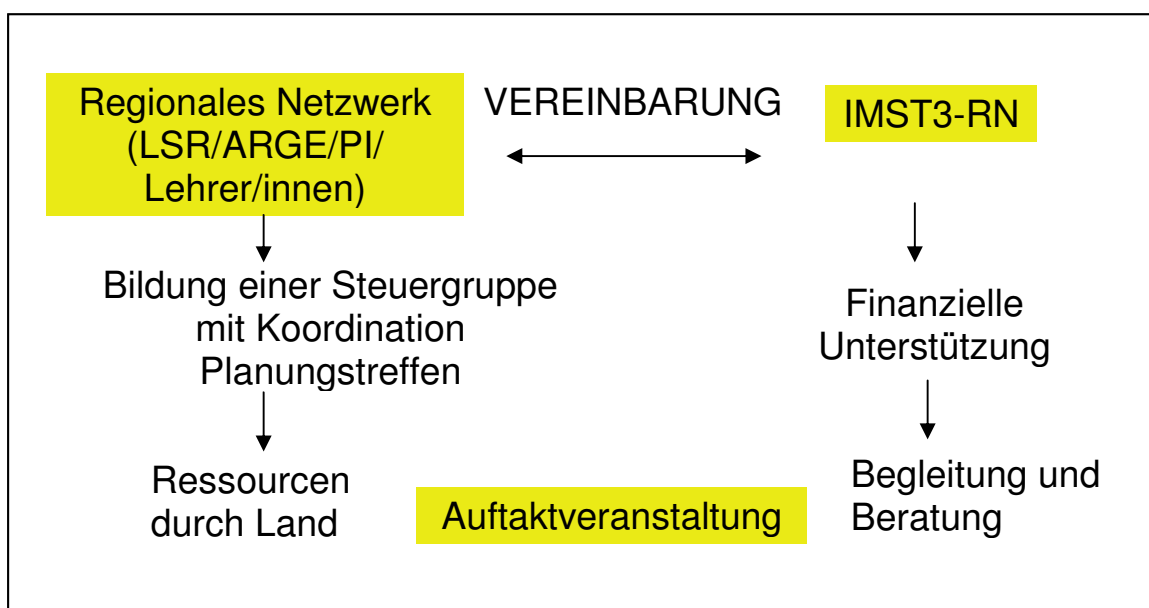 Regionales Netzwerk
(LSR/ARGE/PI/
Lehrer/innen)
VEREINBARUNG
IMST3-RN
Bildung einer Steuergruppe
mit Koordination
Planungstreffen
Finanzielle
Unterstützung
Ressourcen
durch Land
Auftaktveranstaltung
Begleitung und
Beratung